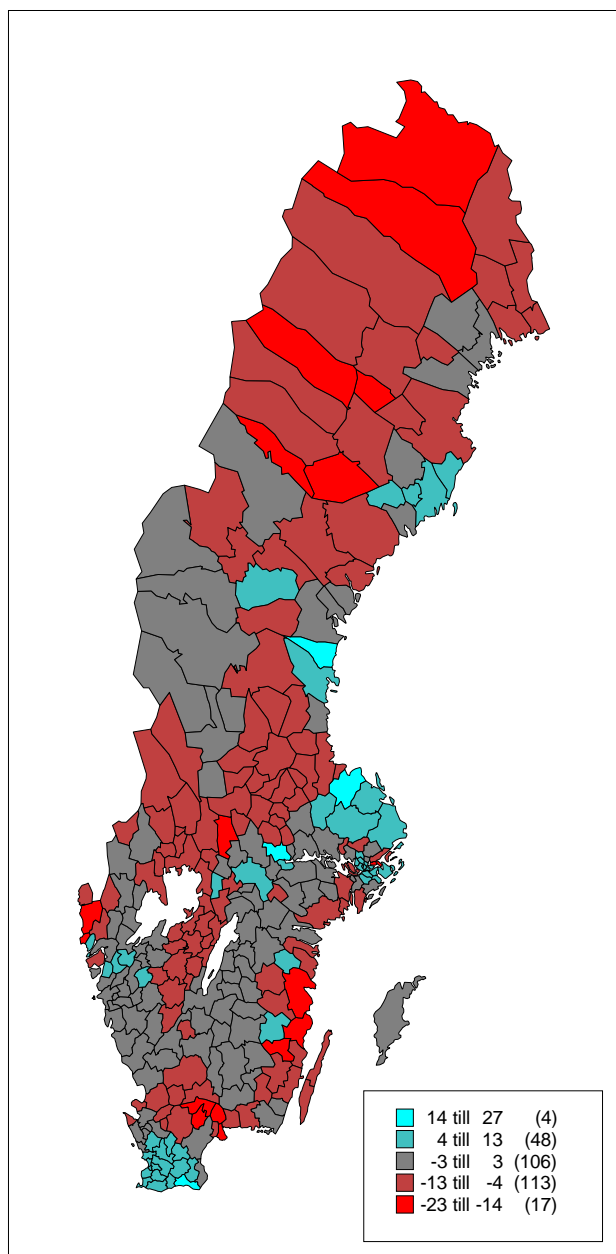 14 till 27 (4)
4 till 13 (48)
-3 till 3 (106)
-13 till -4 (113)
-23 till -14 (17)